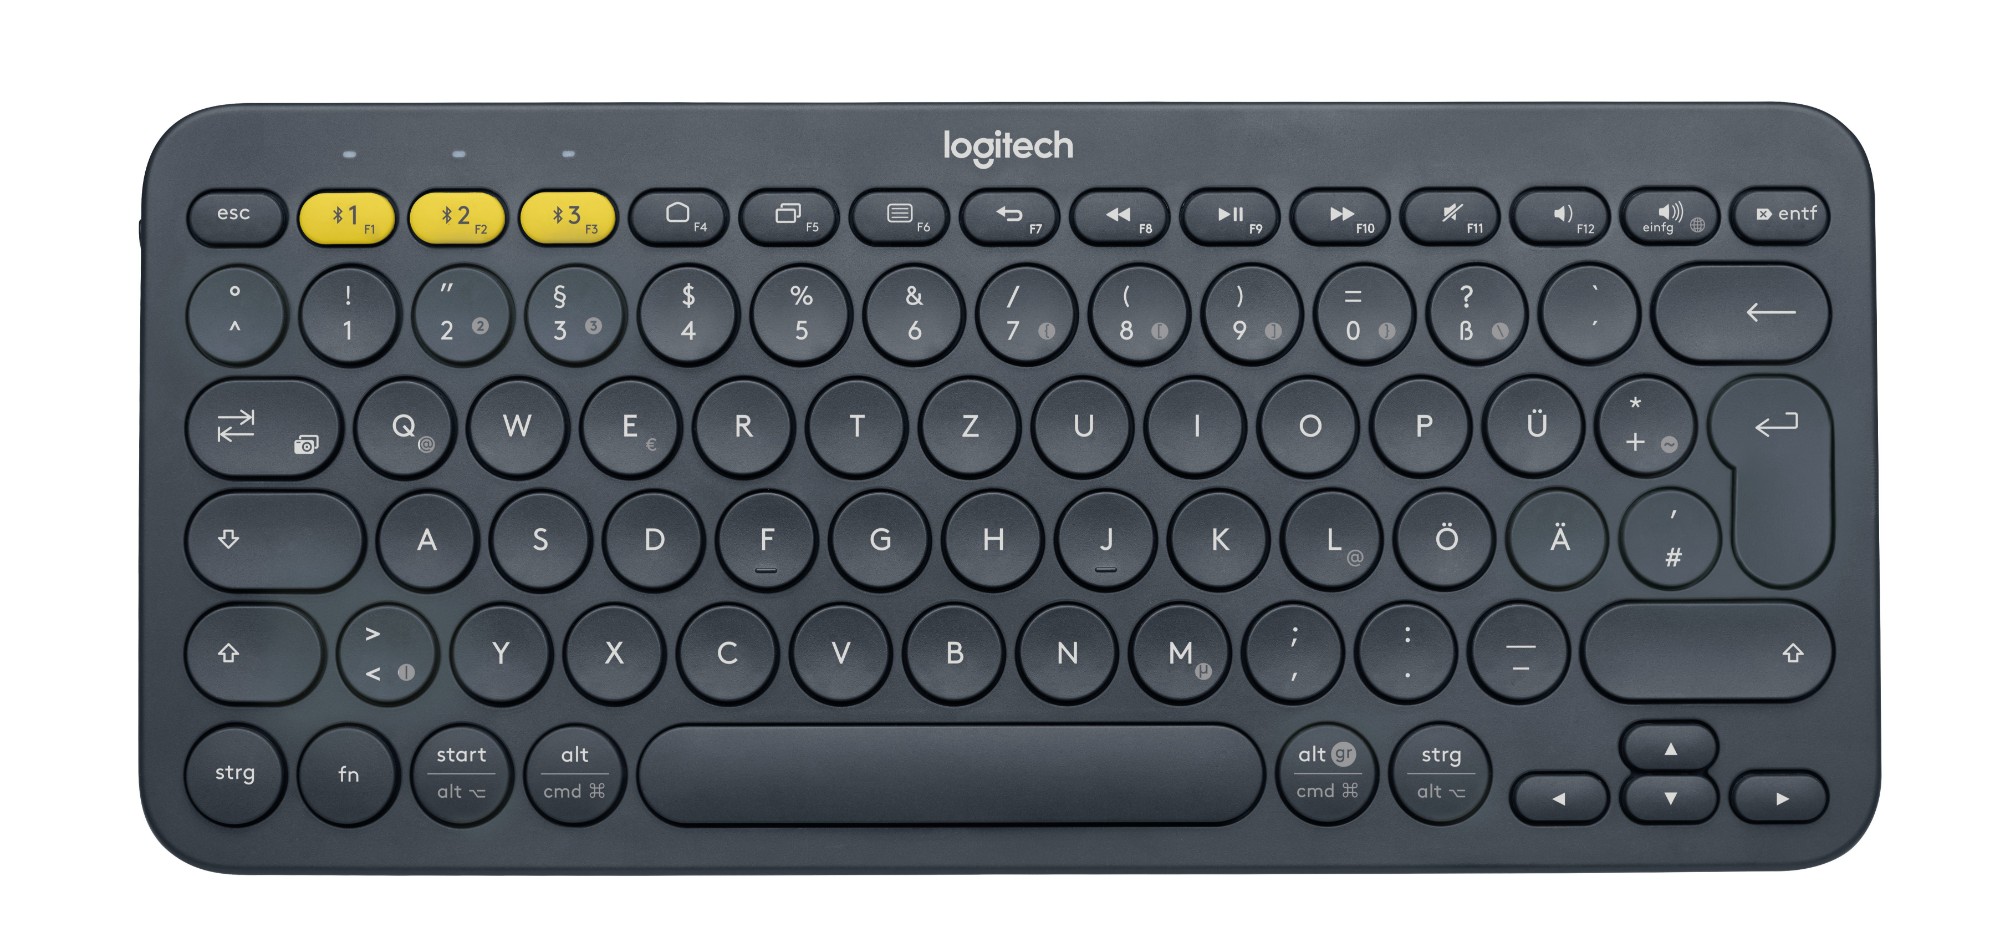 logitech
esc 1 F1 2 F2 3 F3 F4 F5 F6 F7 F8 F9 F10 F11 F12 einfg entf
° ! " § $ % & / ( ) = ? `
^ 1 2 2 3 3 4 5 6 7 { 8 [ 9 ] 0 } ß \ ´
Q @ W E € R T Z U I O P Ü * + ~
A S D F G H J K L @ Ö Ä ' #
> < | Y X C V B N M µ ; , : . _ -
strg fn start alt alt gr strg
alt ⌥ cmd ⌘ cmd ⌘ alt ⌥